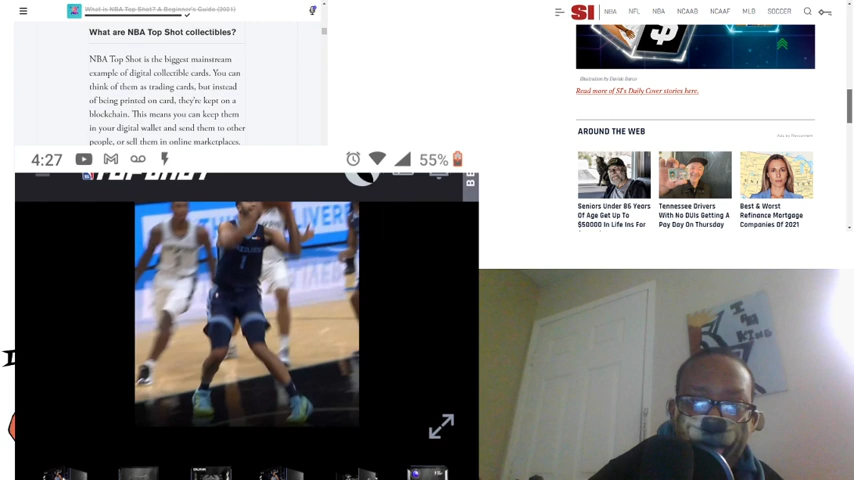 What is NBA Top Shot? A Beginner's Guide (2021)
What are NBA Top Shot collectibles?
NBA Top Shot is the biggest mainstream
example of digital collectible cards. You can
think of them as trading cards, but instead
of being printed on card, they're kept on a
blockchain. This means you can keep them
in your digital wallet and send them to other
people, or sell them in online marketplaces.
4:27
55%
TOP SHOT
BE
1
SI
NBA NFL NBA NCAAB NCAAF MLB SOCCER
$
Read more of SI's Daily Cover stories here.
AROUND THE WEB
Seniors Under 86 Years
Of Age Get Up To
$50000 In Life Ins For
Tennessee Drivers
With No DUIs Getting A
Pay Day On Thursday
Best & Worst
Refinance Mortgage
Companies Of 2021
I AM
KING